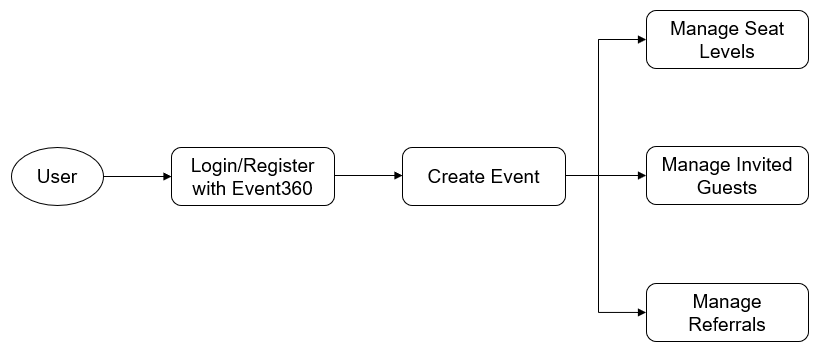 User
Login/Register
with Event360
Create Event
Manage Seat
Levels
Manage Invited
Guests
Manage
Referrals